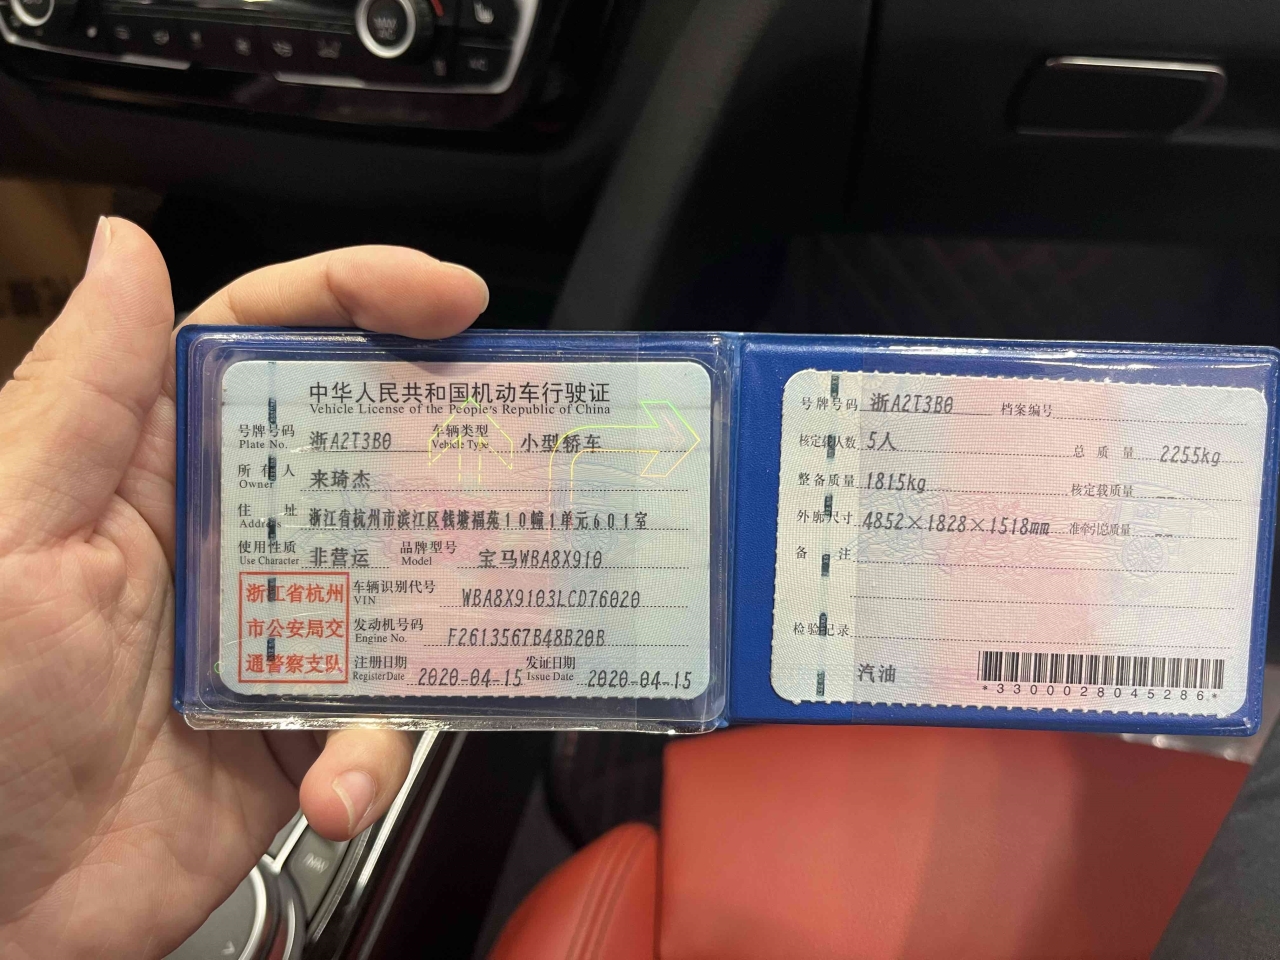 中华人民共和国机动车行驶证
Vehicle License of the People's Republic of China
号牌号码 浙A2T3B0 车辆类型 小型轿车
Plate No. Vehicle Type
所有人 来琦杰
Owner
住址 浙江省杭州市滨江区钱塘福苑10幢1单元601室
Address
使用性质 非营运 品牌型号 宝马WBA8X910
Use Character Model
浙江省杭州
市公安局交
通警察支队
车辆识别代号 WBA8X9103LCD76020
VIN
发动机号码 F2613567B48B20B
Engine No.
注册日期 2020-04-15 发证日期 2020-04-15
Register Date Issue Date
号牌号码 浙A2T3B0 档案编号
核定载人数 5人 总质量 2255kg
整备质量 1815kg 核定载质量 --
外廓尺寸 4852×1828×1518mm 准牵引总质量 --
备注
检验记录
汽油
*3300028045286*
NAV